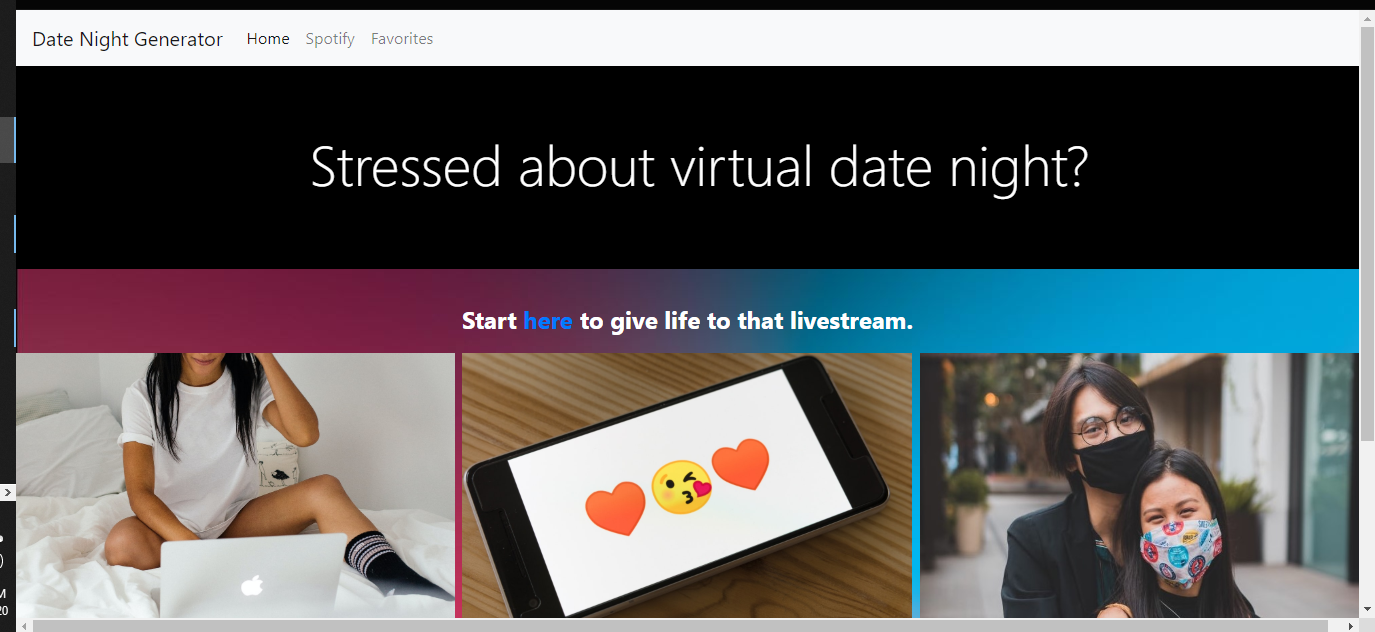 Date Night Generator Home Spotify Favorites
Stressed about virtual date night?
Start here to give life to that livestream.
M
20